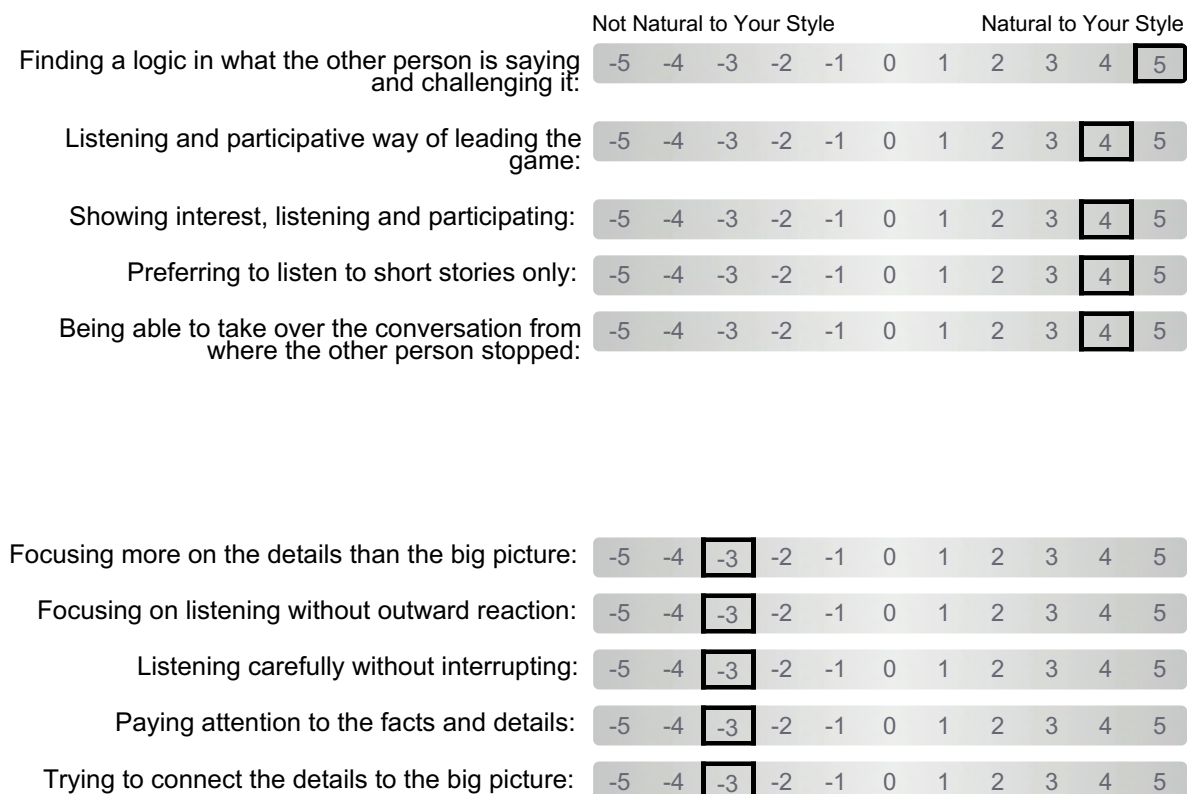 Not Natural to Your Style Natural to Your Style
Finding a logic in what the other person is saying
and challenging it: -5 -4 -3 -2 -1 0 1 2 3 4 5
Listening and participative way of leading the
game: -5 -4 -3 -2 -1 0 1 2 3 4 5
Showing interest, listening and participating: -5 -4 -3 -2 -1 0 1 2 3 4 5
Preferring to listen to short stories only: -5 -4 -3 -2 -1 0 1 2 3 4 5
Being able to take over the conversation from
where the other person stopped: -5 -4 -3 -2 -1 0 1 2 3 4 5
Focusing more on the details than the big picture: -5 -4 -3 -2 -1 0 1 2 3 4 5
Focusing on listening without outward reaction: -5 -4 -3 -2 -1 0 1 2 3 4 5
Listening carefully without interrupting: -5 -4 -3 -2 -1 0 1 2 3 4 5
Paying attention to the facts and details: -5 -4 -3 -2 -1 0 1 2 3 4 5
Trying to connect the details to the big picture: -5 -4 -3 -2 -1 0 1 2 3 4 5